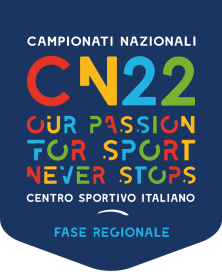 CAMPIONATI NAZIONALI
CN22
OUR PASSION
FOR SPORT
NEVER STOPS
CENTRO SPORTIVO ITALIANO
FASE REGIONALE